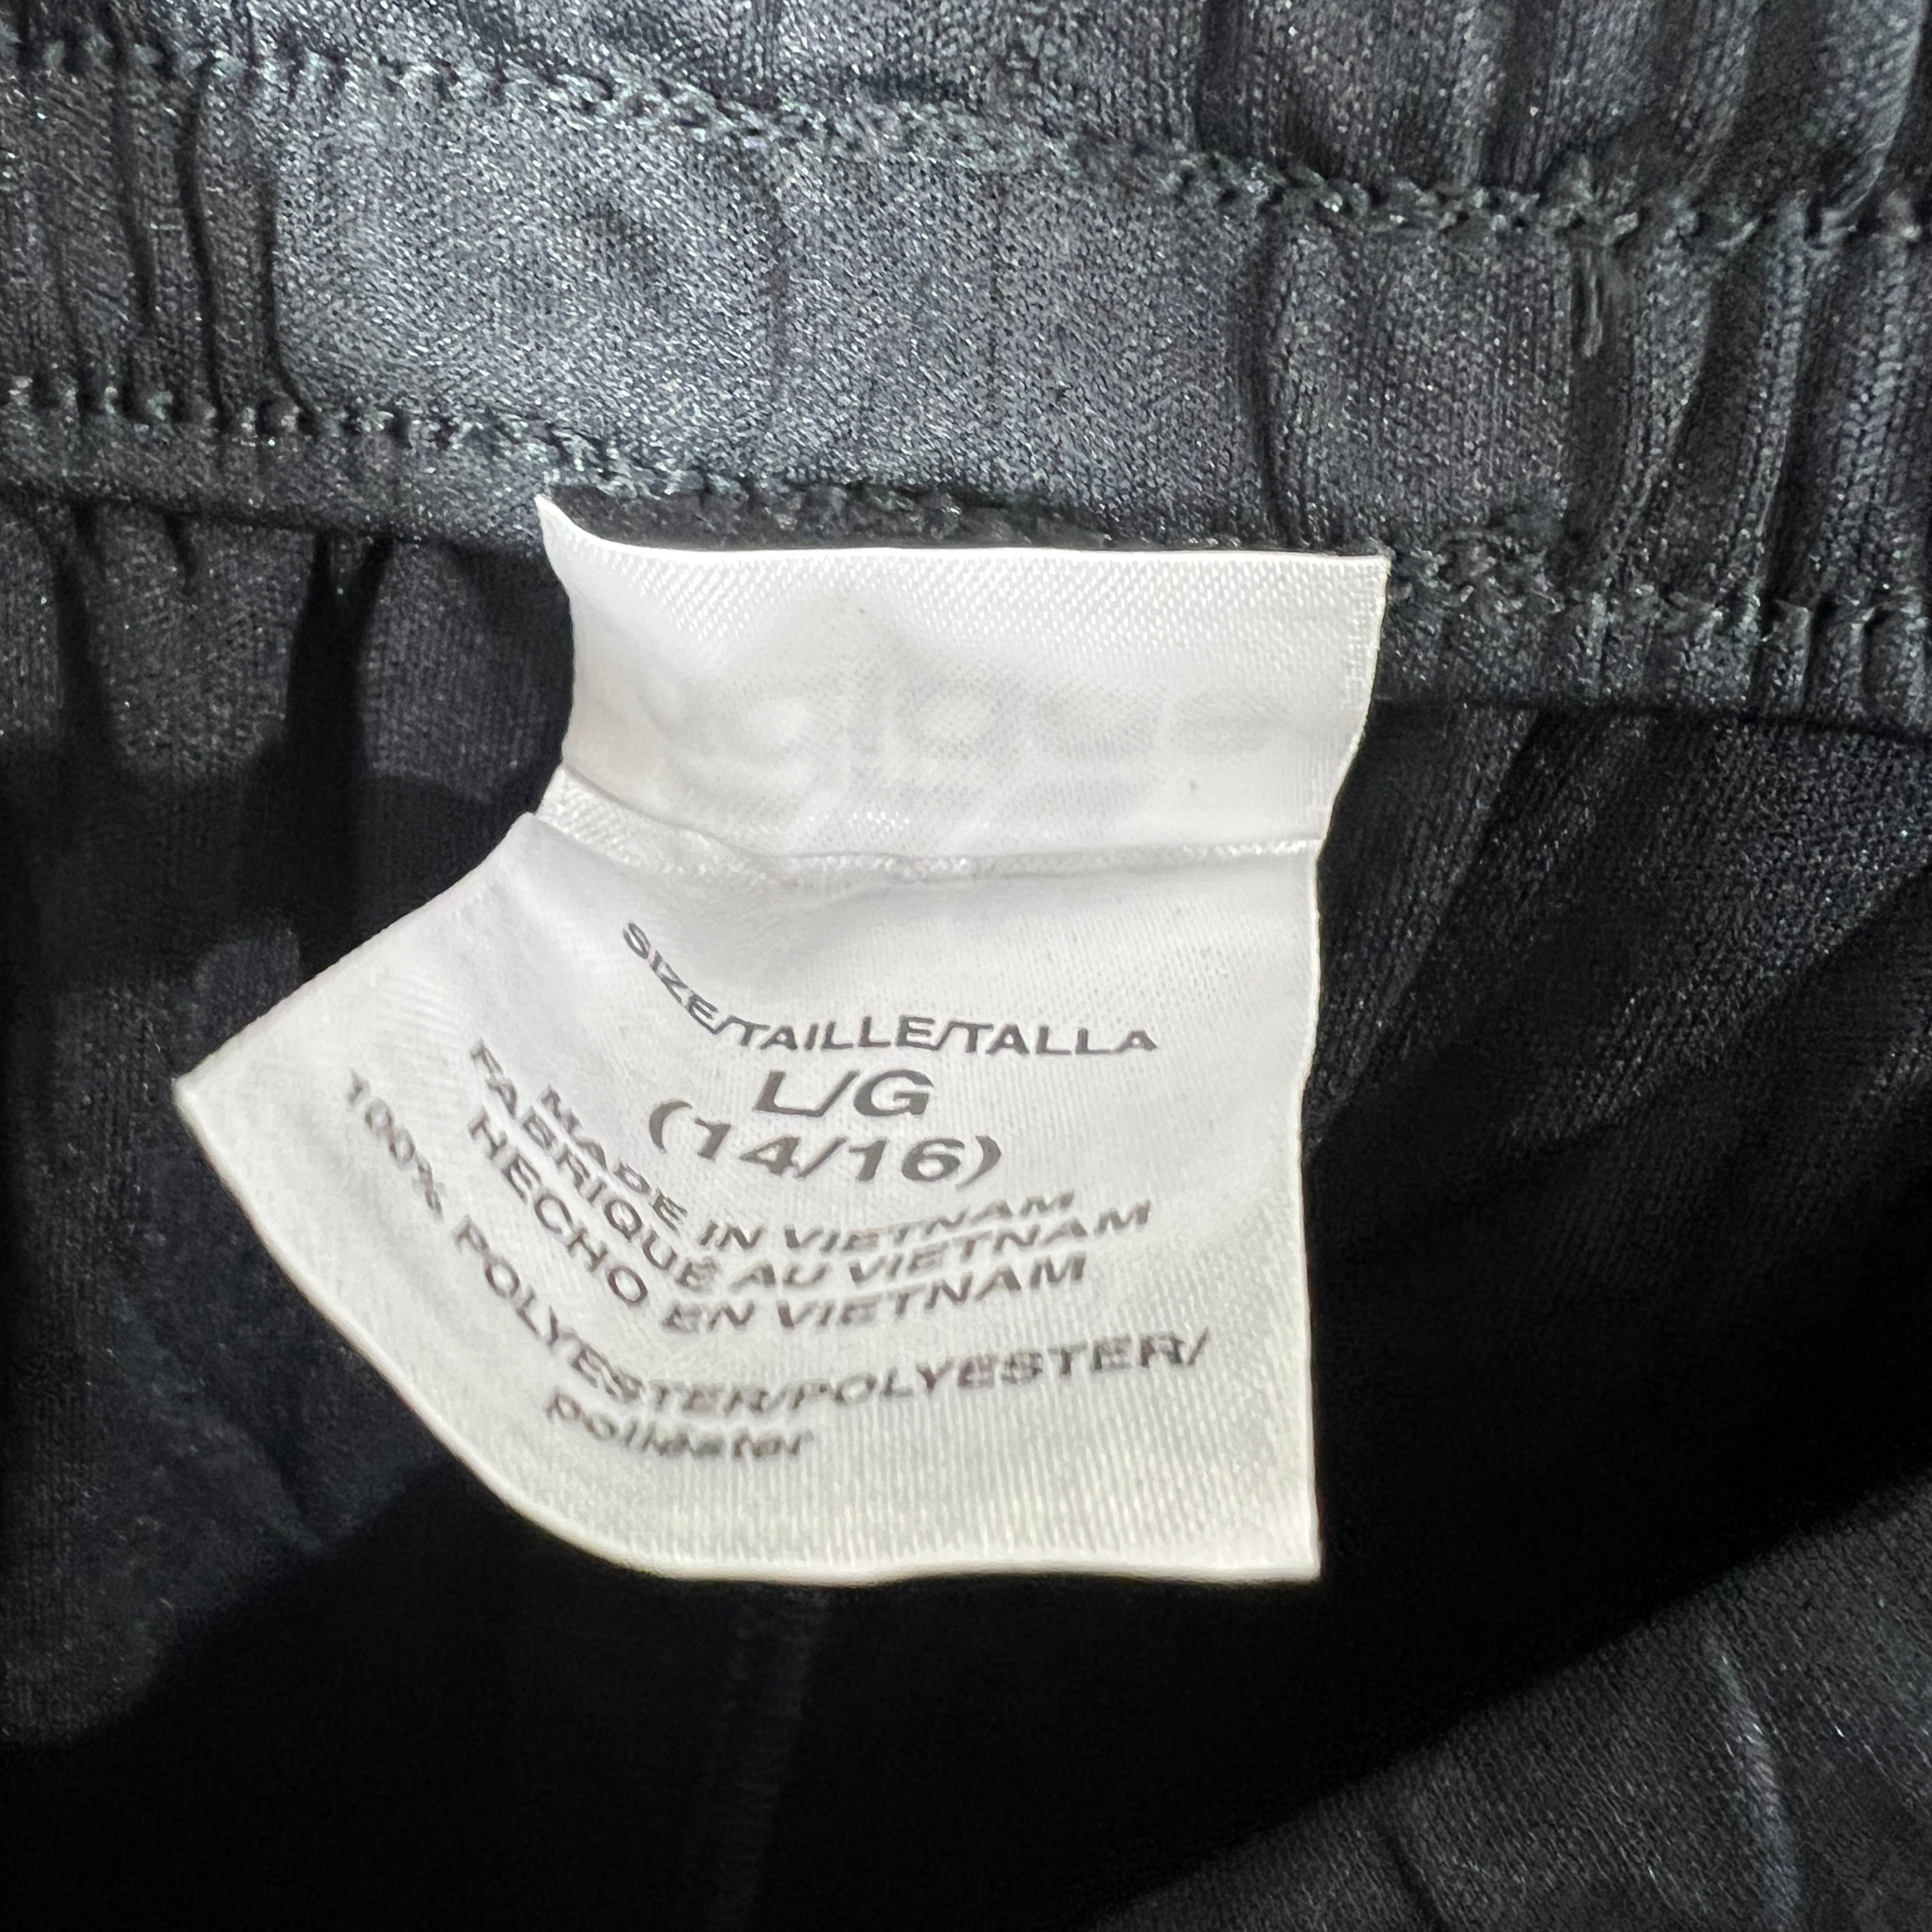 SIZE/TAILLE/TALLA
L/G
(14/16)
MADE IN VIETNAM
FABRIQUÉ AU VIETNAM
HECHO EN VIETNAM
100% POLYESTER/POLYESTER/
poliéster